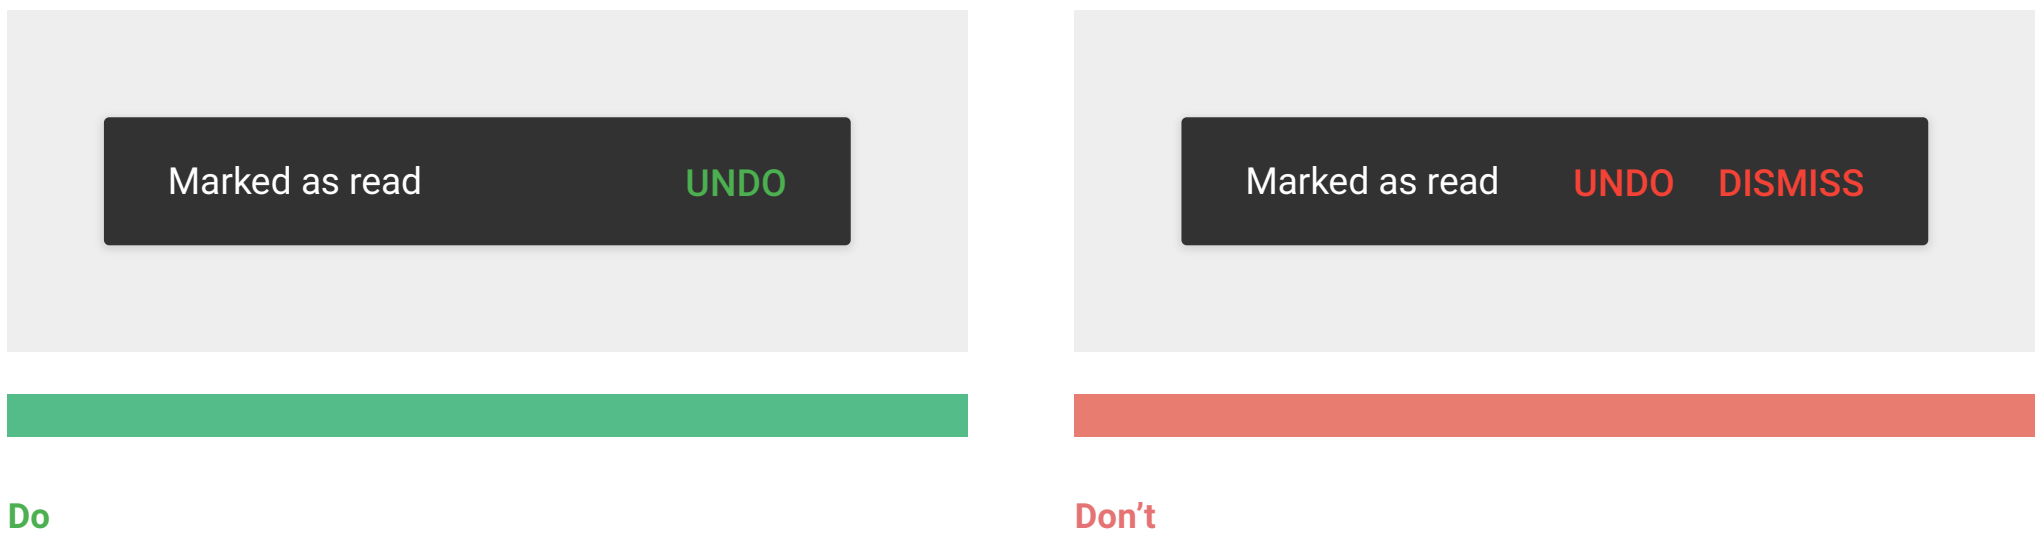 Marked as read UNDO
Marked as read UNDO DISMISS
Do
Don’t